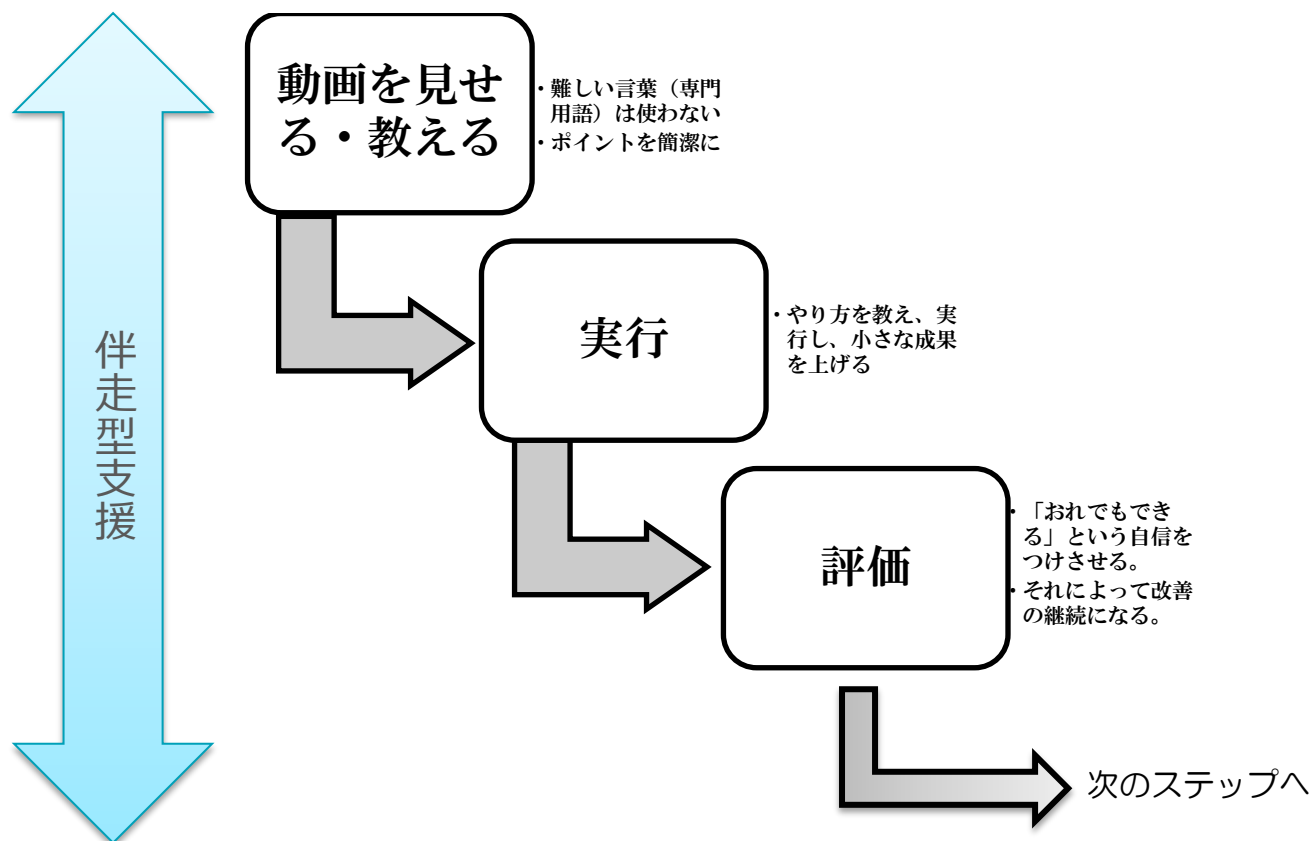 動画を見せ
る・教える
・難しい言葉（専門
用語）は使わない
・ポイントを簡潔に
伴走型支援
実行
・やり方を教え、実
行し、小さな成果
を上げる
評価
・「おれでもでき
る」という自信を
つけさせる。
・それによって改善
の継続になる。
次のステップへ